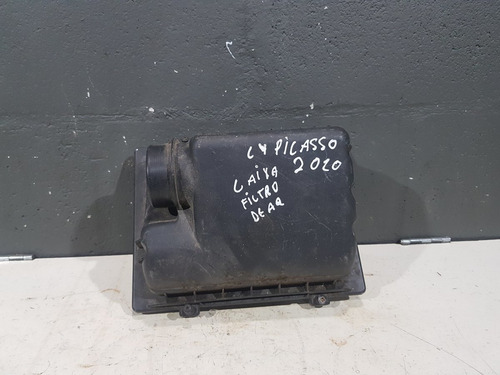 C4 PICASSO
2020
CAIXA
FILTRO
DE AR